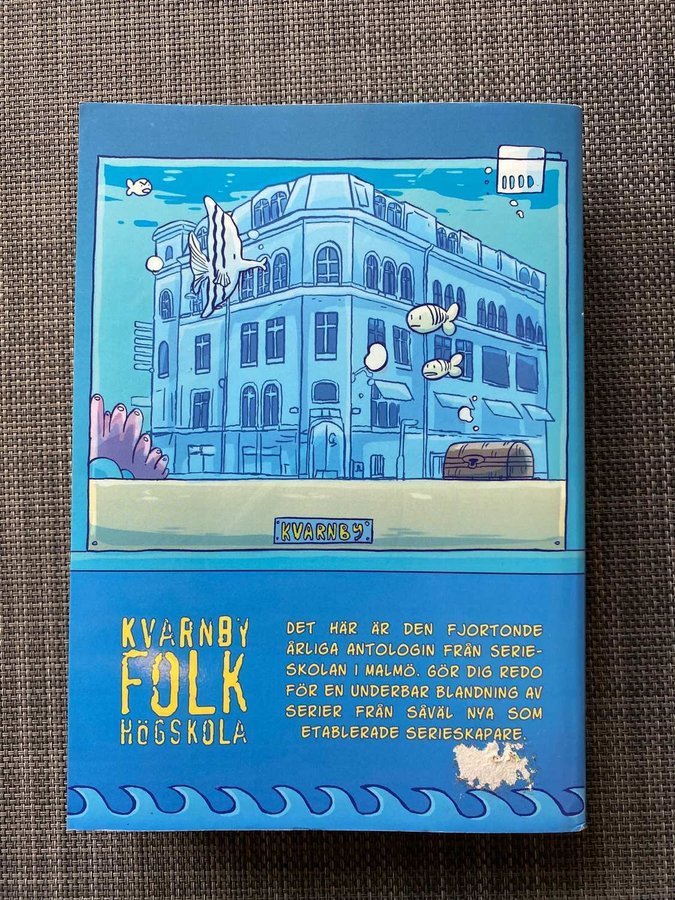 KVARNBY
KVARNBY
FOLK
HÖGSKOLA
DET HÄR ÄR DEN FJORTONDE
ÅRLIGA ANTOLOGIN FRÅN SERIE-
SKOLAN I MALMÖ. GÖR DIG REDO
FÖR EN UNDERBAR BLANDNING AV
SERIER FRÅN SÅVÄL NYA SOM
ETABLERADE SERIESKAPARE.